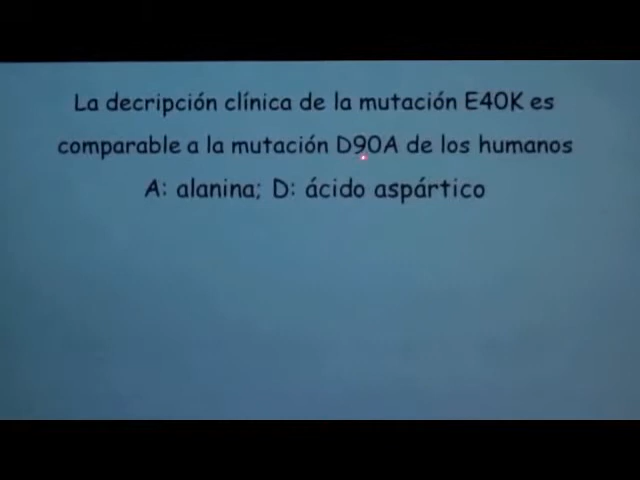 La decripción clínica de la mutación E40K es
comparable a la mutación D90A de los humanos
A: alanina; D: ácido aspártico